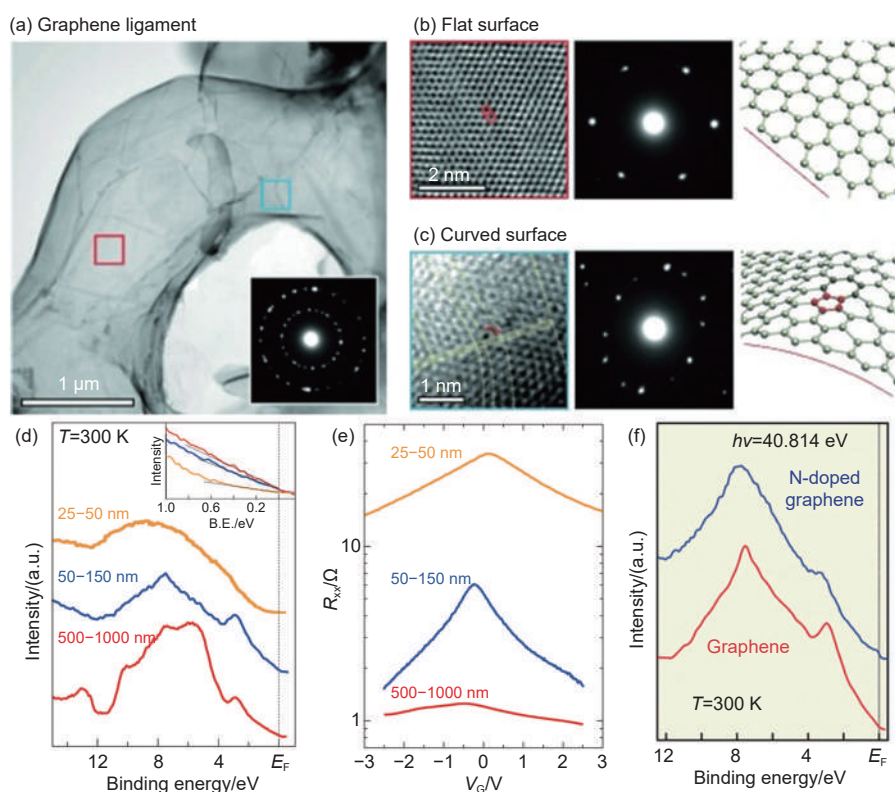 (a) Graphene ligament
1 μm
(b) Flat surface
2 nm
(c) Curved surface
1 nm
(d)
T=300 K
Intensity
1.0 0.6 0.2
B.E./eV
25−50 nm
50−150 nm
500−1000 nm
Intensity/(a.u.)
12 8 4 E_F
Binding energy/eV
(e)
25−50 nm
50−150 nm
500−1000 nm
R_xx/Ω
10
1
−3 −2 −1 0 1 2 3
V_G/V
(f)
hv=40.814 eV
N-doped
graphene
Graphene
T=300 K
Intensity/(a.u.)
12 8 4 E_F
Binding energy/eV